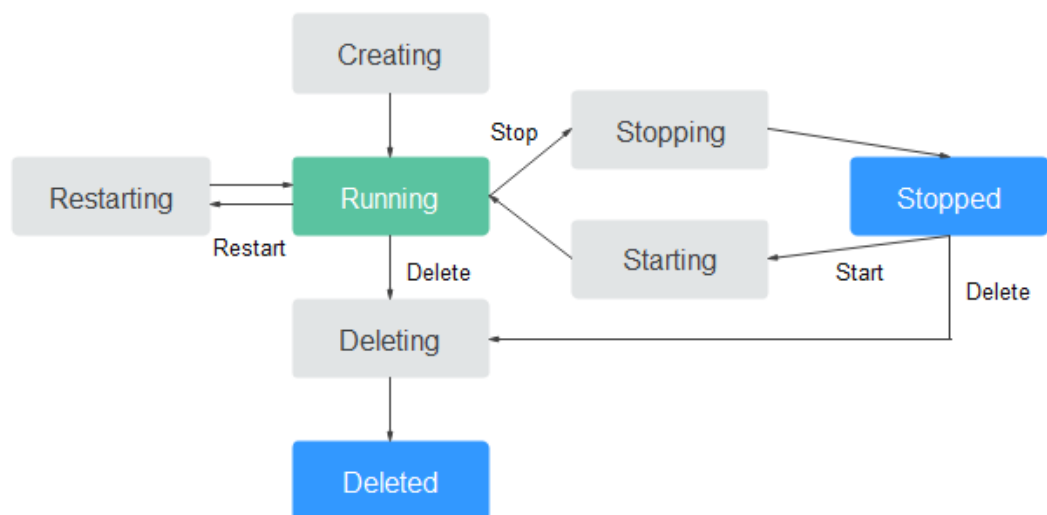 Creating
Stop
Stopping
Restarting
Running
Stopped
Restart
Starting
Start
Delete
Delete
Deleting
Deleted